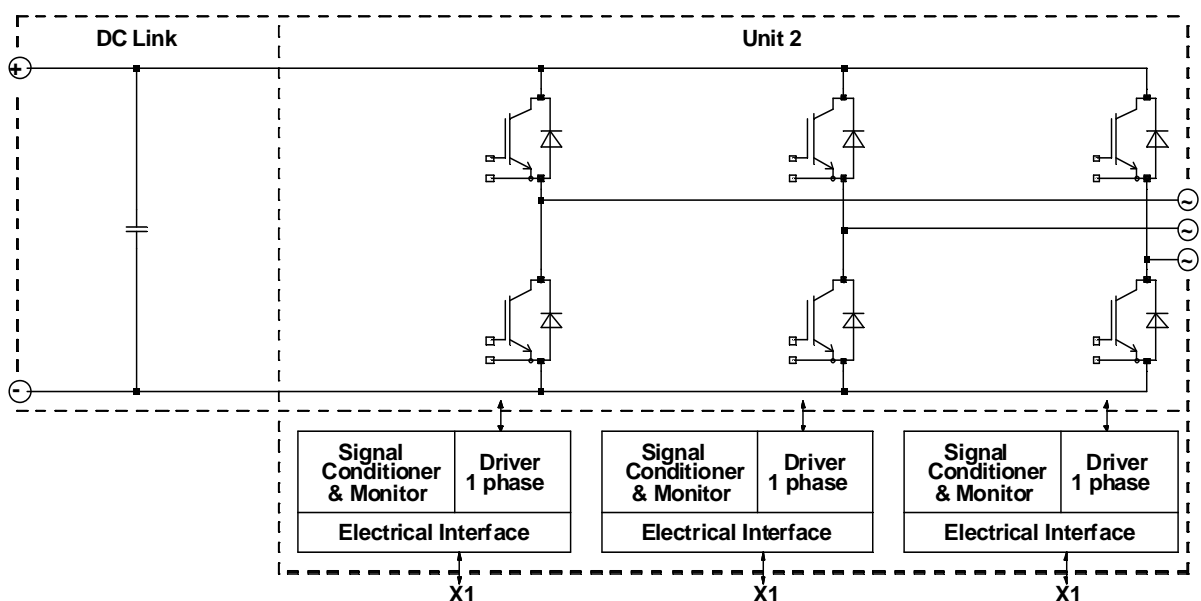 DC Link
Unit 2
+
~
~
~
-
Signal
Conditioner
& Monitor
Driver
1 phase
Electrical Interface
X1
Signal
Conditioner
& Monitor
Driver
1 phase
Electrical Interface
X1
Signal
Conditioner
& Monitor
Driver
1 phase
Electrical Interface
X1